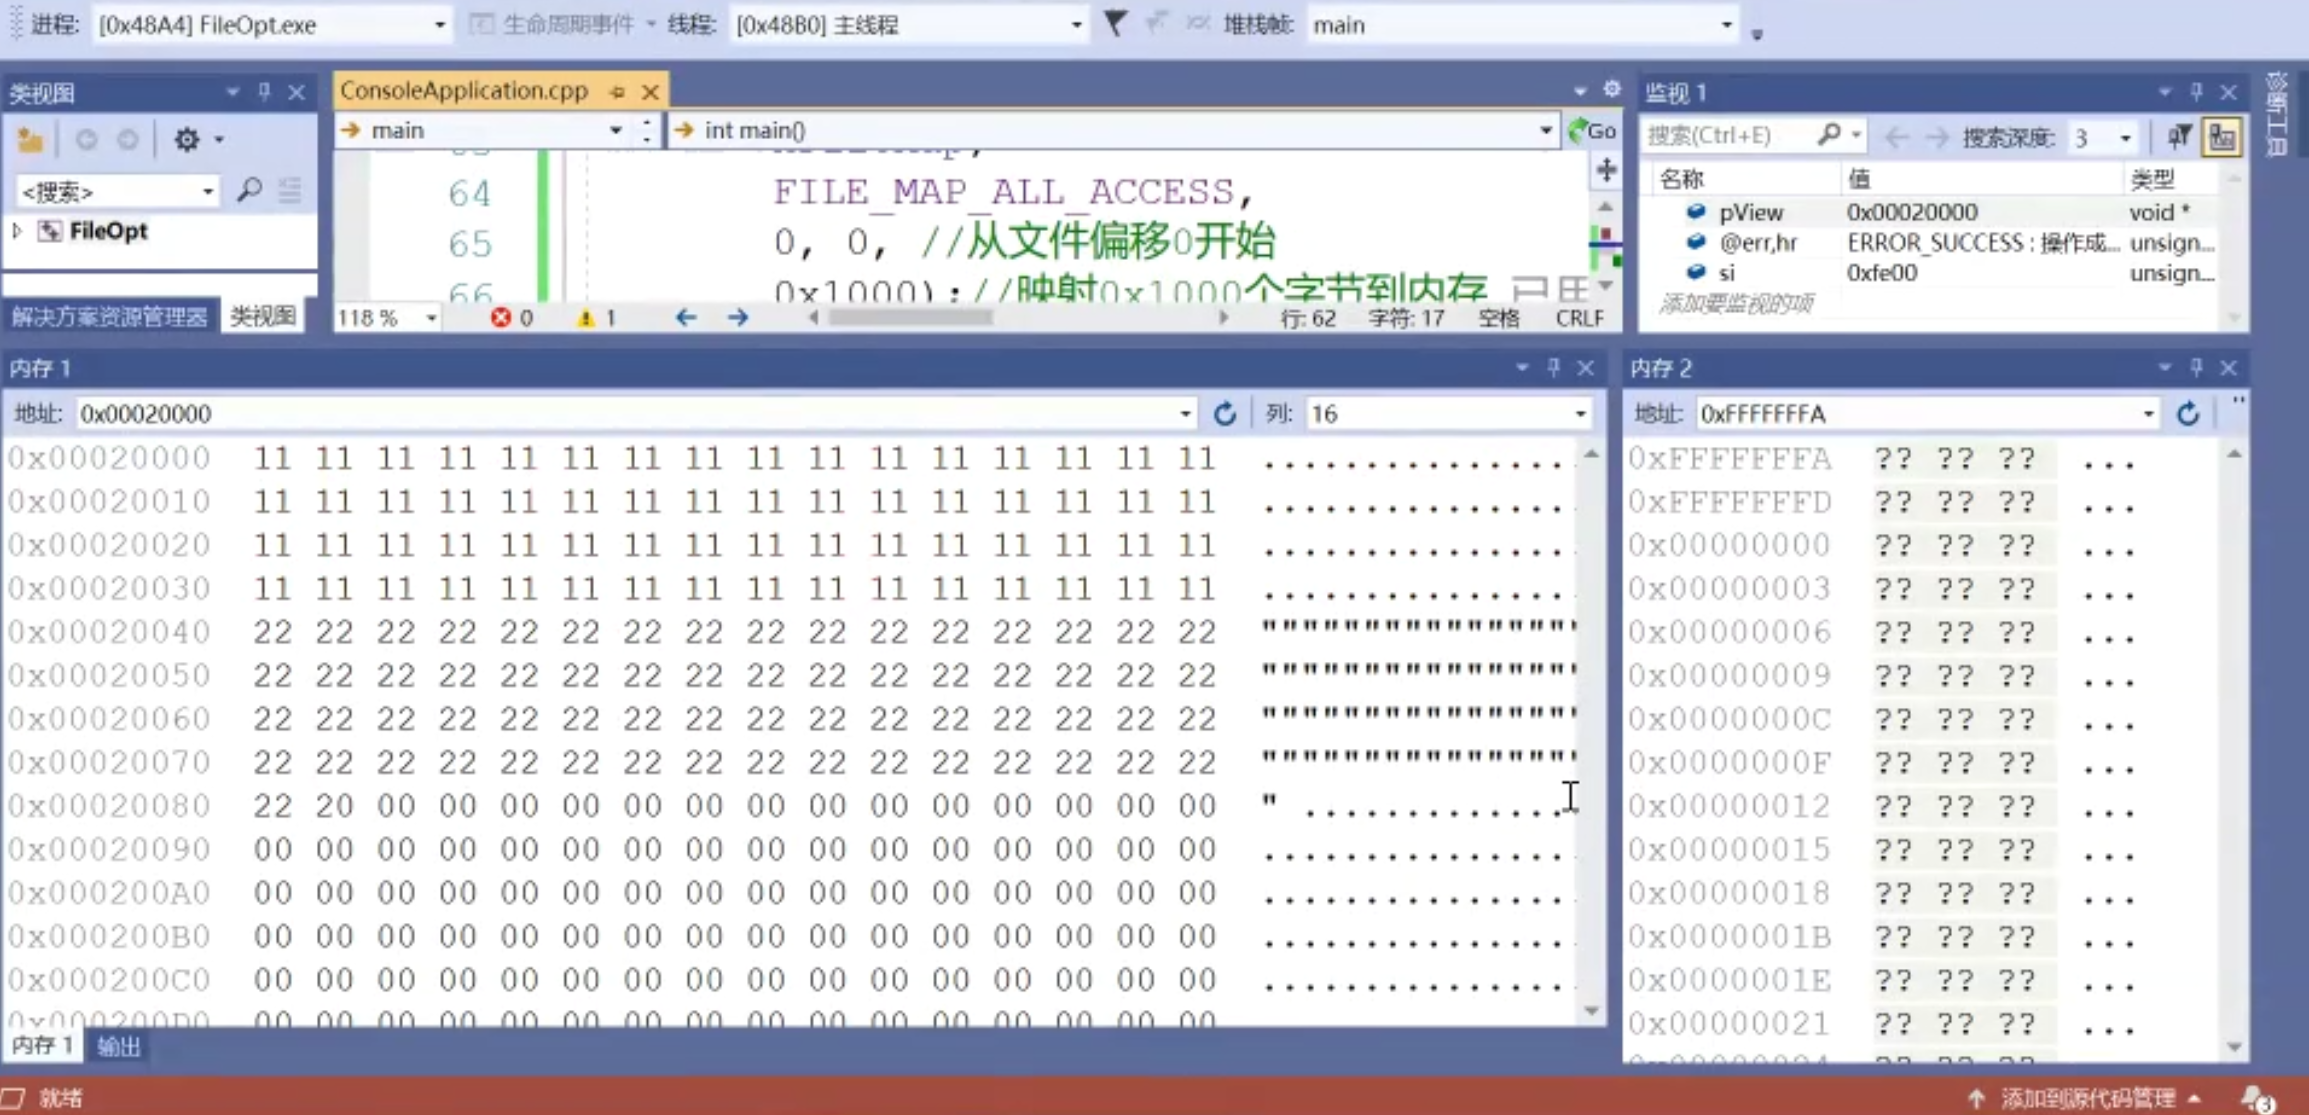 进程: [0x48A4] FileOpt.exe 生命周期事件 线程: [0x48B0] 主线程 堆栈帧: main
类视图
ConsoleApplication.cpp
监视 1
诊断工具
main
int main()
Go
搜索(Ctrl+E) 搜索深度: 3
<搜索>
FileOpt
64 FILE_MAP_ALL_ACCESS,
65 0, 0, //从文件偏移0开始
66 0x1000);//映射0x1000个字节到内存
名称 值 类型
pView 0x00020000 void *
@err,hr ERROR_SUCCESS : 操作成... unsign...
si 0xfe00 unsign...
添加要监视的项
解决方案资源管理器 类视图
118 % 0 1 行: 62 字符: 17 空格 CRLF
内存 1
地址: 0x00020000 列: 16
0x00020000 11 11 11 11 11 11 11 11 11 11 11 11 11 11 11 11 ................
0x00020010 11 11 11 11 11 11 11 11 11 11 11 11 11 11 11 11 ................
0x00020020 11 11 11 11 11 11 11 11 11 11 11 11 11 11 11 11 ................
0x00020030 11 11 11 11 11 11 11 11 11 11 11 11 11 11 11 11 ................
0x00020040 22 22 22 22 22 22 22 22 22 22 22 22 22 22 22 22 """"""""""""""""
0x00020050 22 22 22 22 22 22 22 22 22 22 22 22 22 22 22 22 """"""""""""""""
0x00020060 22 22 22 22 22 22 22 22 22 22 22 22 22 22 22 22 """"""""""""""""
0x00020070 22 22 22 22 22 22 22 22 22 22 22 22 22 22 22 22 """"""""""""""""
0x00020080 22 20 00 00 00 00 00 00 00 00 00 00 00 00 00 00 " ..............
0x00020090 00 00 00 00 00 00 00 00 00 00 00 00 00 00 00 00 ................
0x000200A0 00 00 00 00 00 00 00 00 00 00 00 00 00 00 00 00 ................
0x000200B0 00 00 00 00 00 00 00 00 00 00 00 00 00 00 00 00 ................
0x000200C0 00 00 00 00 00 00 00 00 00 00 00 00 00 00 00 00 ................
0x000200D0 00 00 00 00 00 00 00 00 00 00 00 00 00 00 00 00
内存 1 输出
内存 2
地址: 0xFFFFFFFA
0xFFFFFFFA ?? ?? ?? ...
0xFFFFFFFD ?? ?? ?? ...
0x00000000 ?? ?? ?? ...
0x00000003 ?? ?? ?? ...
0x00000006 ?? ?? ?? ...
0x00000009 ?? ?? ?? ...
0x0000000C ?? ?? ?? ...
0x0000000F ?? ?? ?? ...
0x00000012 ?? ?? ?? ...
0x00000015 ?? ?? ?? ...
0x00000018 ?? ?? ?? ...
0x0000001B ?? ?? ?? ...
0x0000001E ?? ?? ?? ...
0x00000021 ?? ?? ?? ...
就绪 添加到源代码管理 3